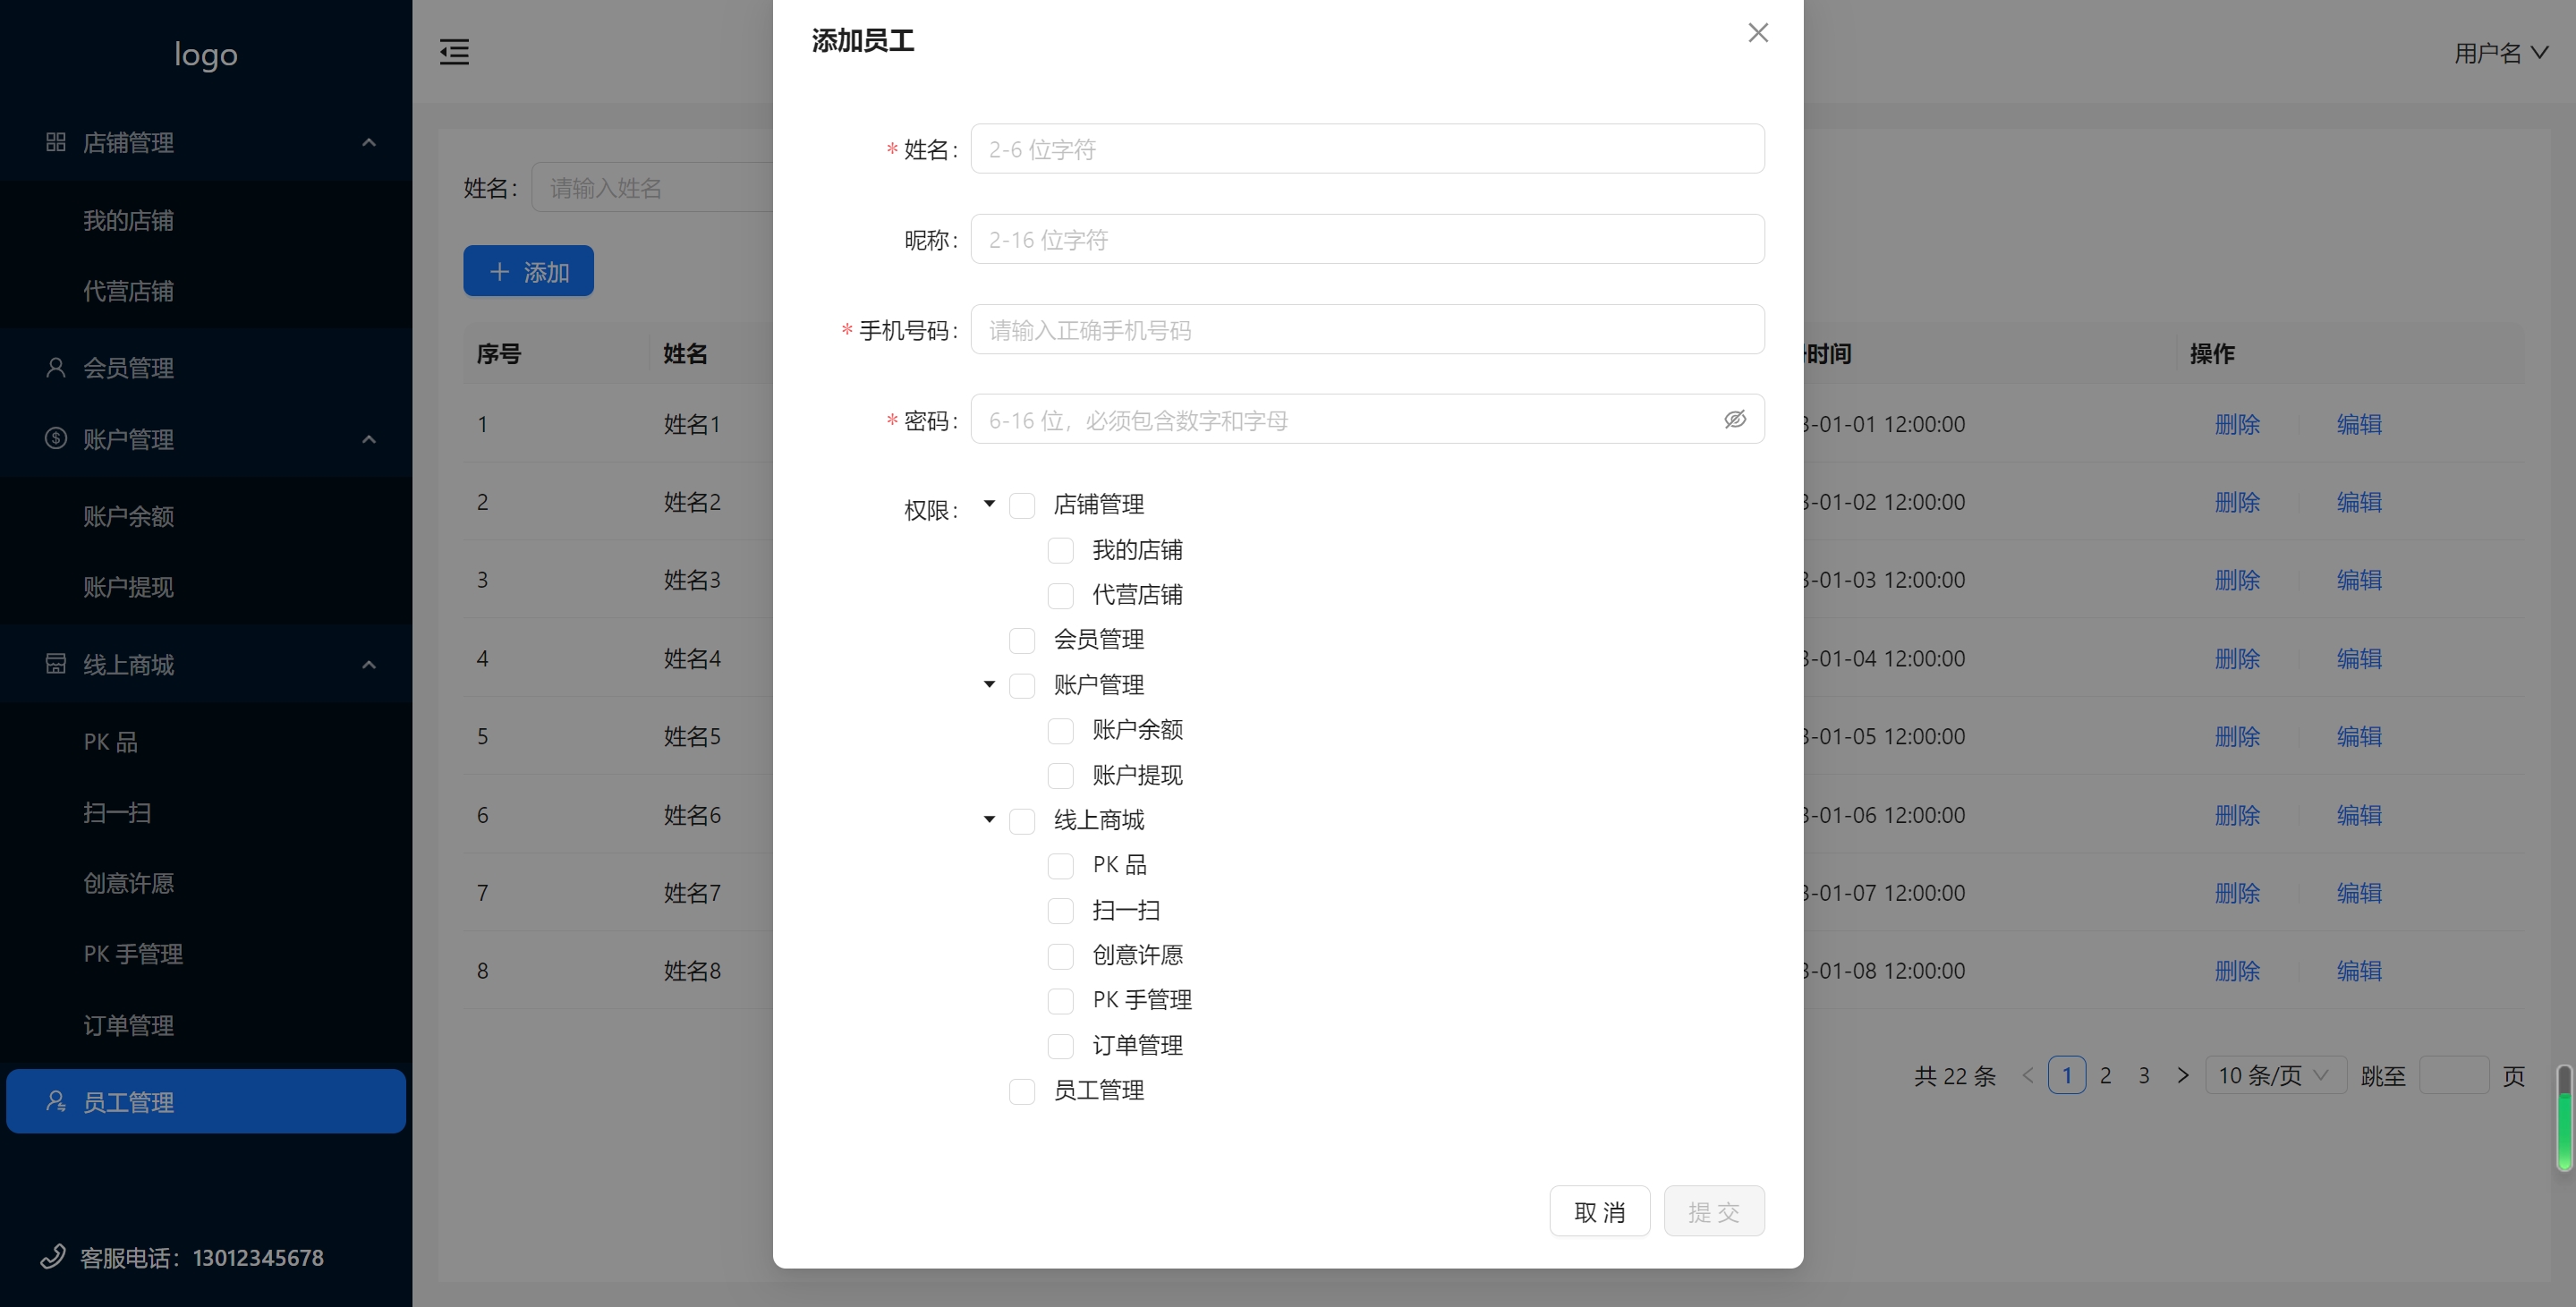 logo
店铺管理
我的店铺
代营店铺
会员管理
账户管理
账户余额
账户提现
线上商城
PK 品
扫一扫
创意许愿
PK 手管理
订单管理
员工管理
客服电话：13012345678
用户名
姓名： 请输入姓名
添加
序号 姓名 时间 操作
1 姓名1 3-01-01 12:00:00 删除 编辑
2 姓名2 3-01-02 12:00:00 删除 编辑
3 姓名3 3-01-03 12:00:00 删除 编辑
4 姓名4 3-01-04 12:00:00 删除 编辑
5 姓名5 3-01-05 12:00:00 删除 编辑
6 姓名6 3-01-06 12:00:00 删除 编辑
7 姓名7 3-01-07 12:00:00 删除 编辑
8 姓名8 3-01-08 12:00:00 删除 编辑
共 22 条 < 1 2 3 > 10 条/页 跳至 页
添加员工
* 姓名： 2-6 位字符
昵称： 2-16 位字符
* 手机号码： 请输入正确手机号码
* 密码： 6-16 位，必须包含数字和字母
权限： 店铺管理
我的店铺
代营店铺
会员管理
账户管理
账户余额
账户提现
线上商城
PK 品
扫一扫
创意许愿
PK 手管理
订单管理
员工管理
取 消 提 交